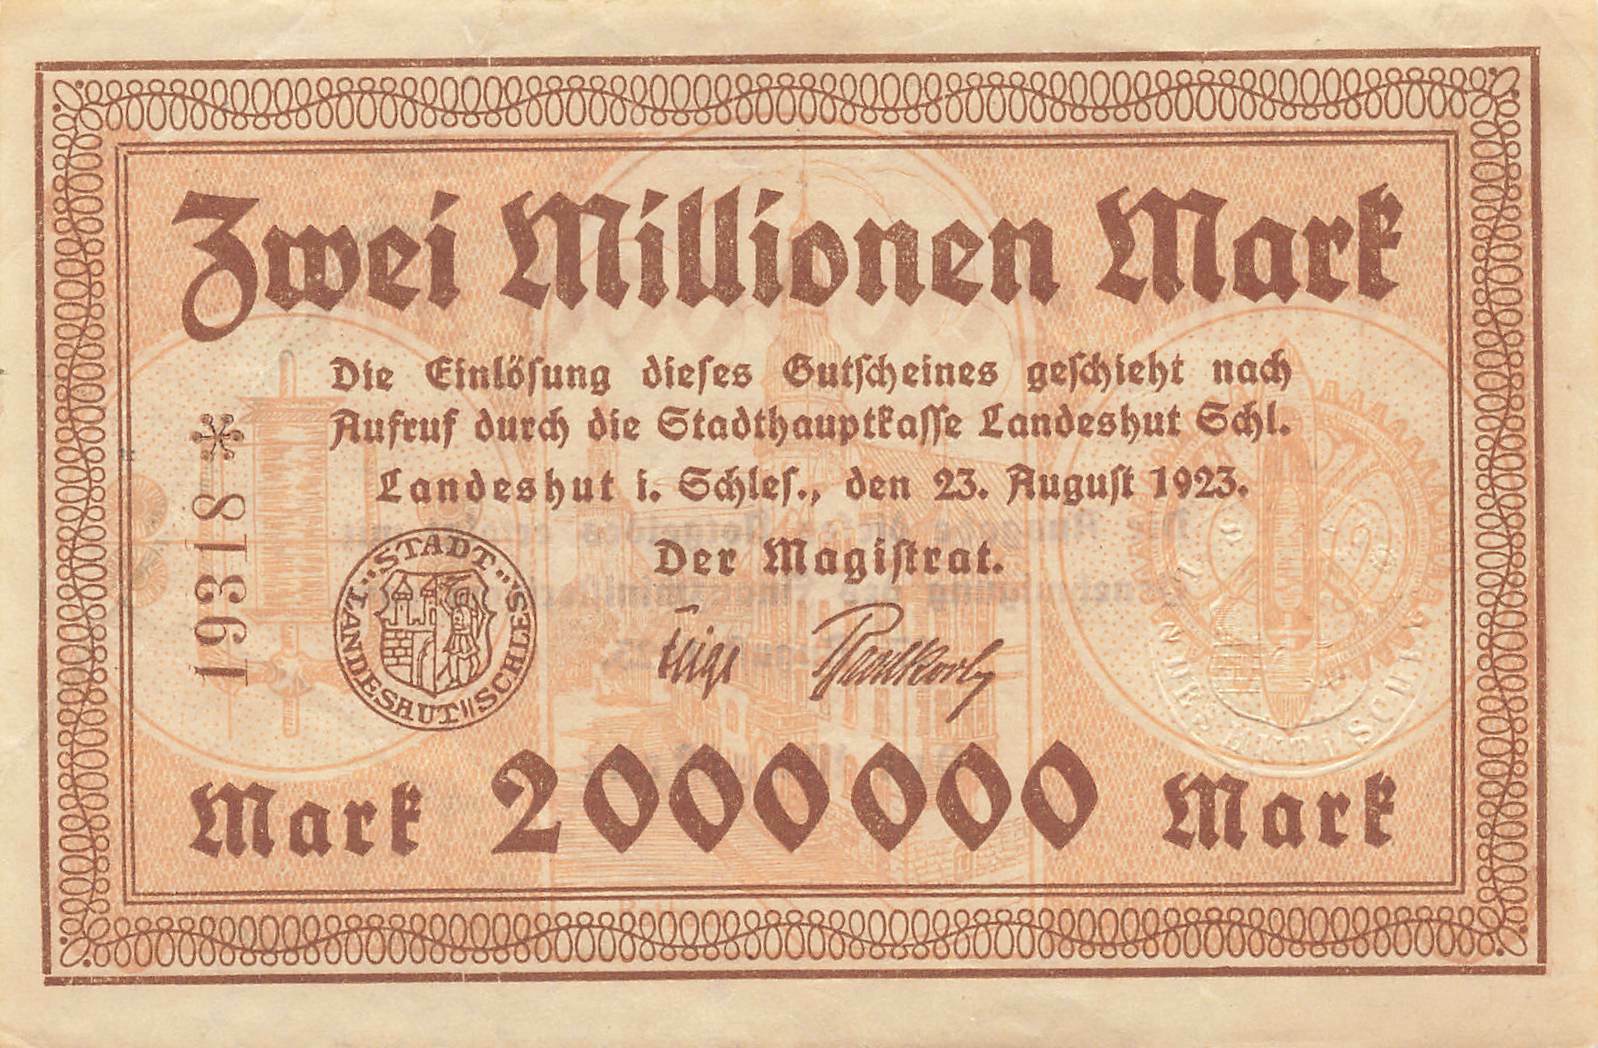 Zwei Millionen Mark
Die Einlösung dieses Gutscheines geschieht nach
Aufruf durch die Stadthauptkasse Landeshut Schl.
Landeshut i. Schles., den 23. August 1923.
Der Magistrat.
19318*
"STADT"
LANDESHUT//SCHLES
Mark 2000000 Mark